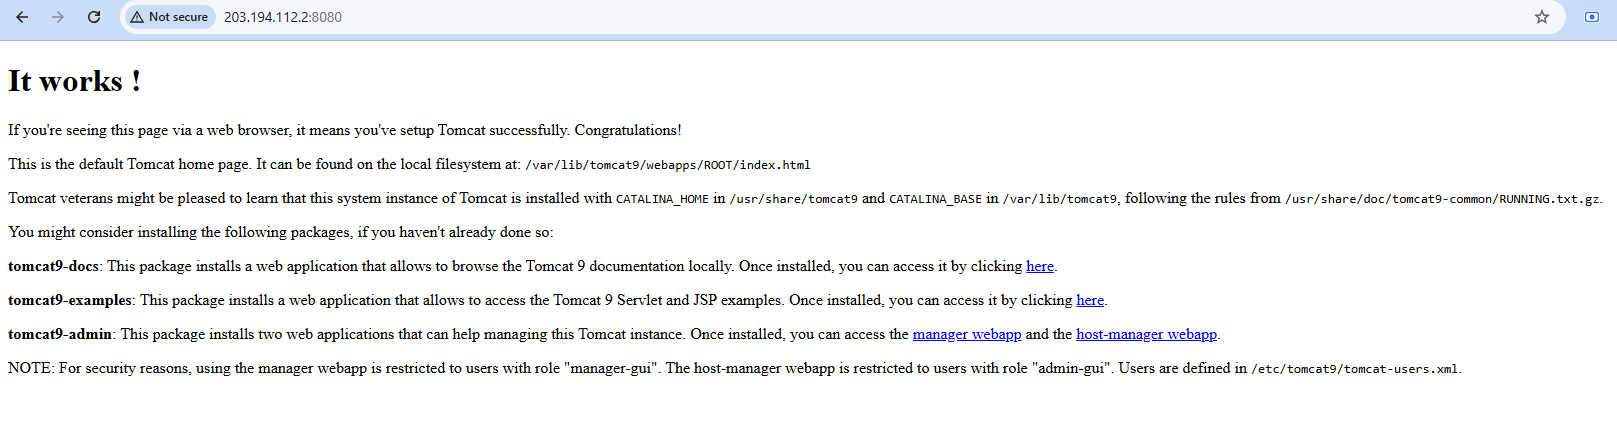 Not secure
203.194.112.2:8080
It works !
If you're seeing this page via a web browser, it means you've setup Tomcat successfully. Congratulations!
This is the default Tomcat home page. It can be found on the local filesystem at: /var/lib/tomcat9/webapps/ROOT/index.html
Tomcat veterans might be pleased to learn that this system instance of Tomcat is installed with CATALINA_HOME in /usr/share/tomcat9 and CATALINA_BASE in /var/lib/tomcat9, following the rules from /usr/share/doc/tomcat9-common/RUNNING.txt.gz.
You might consider installing the following packages, if you haven't already done so:
tomcat9-docs: This package installs a web application that allows to browse the Tomcat 9 documentation locally. Once installed, you can access it by clicking here.
tomcat9-examples: This package installs a web application that allows to access the Tomcat 9 Servlet and JSP examples. Once installed, you can access it by clicking here.
tomcat9-admin: This package installs two web applications that can help managing this Tomcat instance. Once installed, you can access the manager webapp and the host-manager webapp.
NOTE: For security reasons, using the manager webapp is restricted to users with role "manager-gui". The host-manager webapp is restricted to users with role "admin-gui". Users are defined in /etc/tomcat9/tomcat-users.xml.